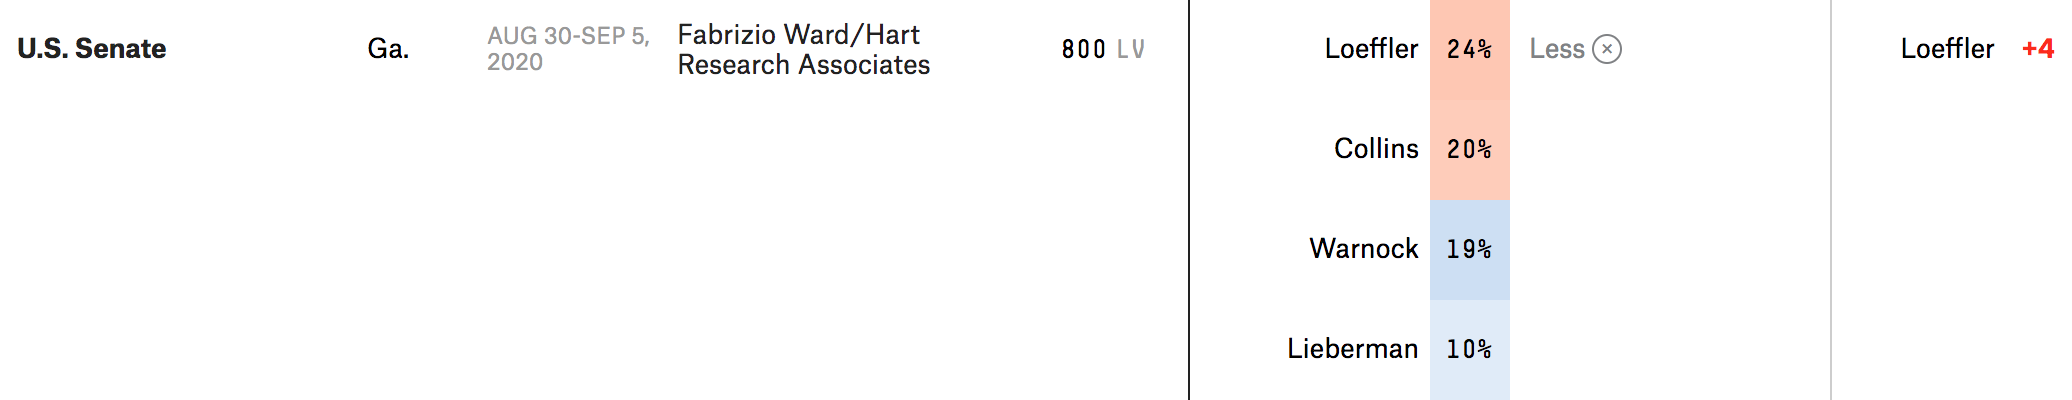 U.S. Senate Ga. AUG 30-SEP 5, Fabrizio Ward/Hart 800 LV Loeffler 24% Less Loeffler +4
2020 Research Associates
Collins 20%
Warnock 19%
Lieberman 10%